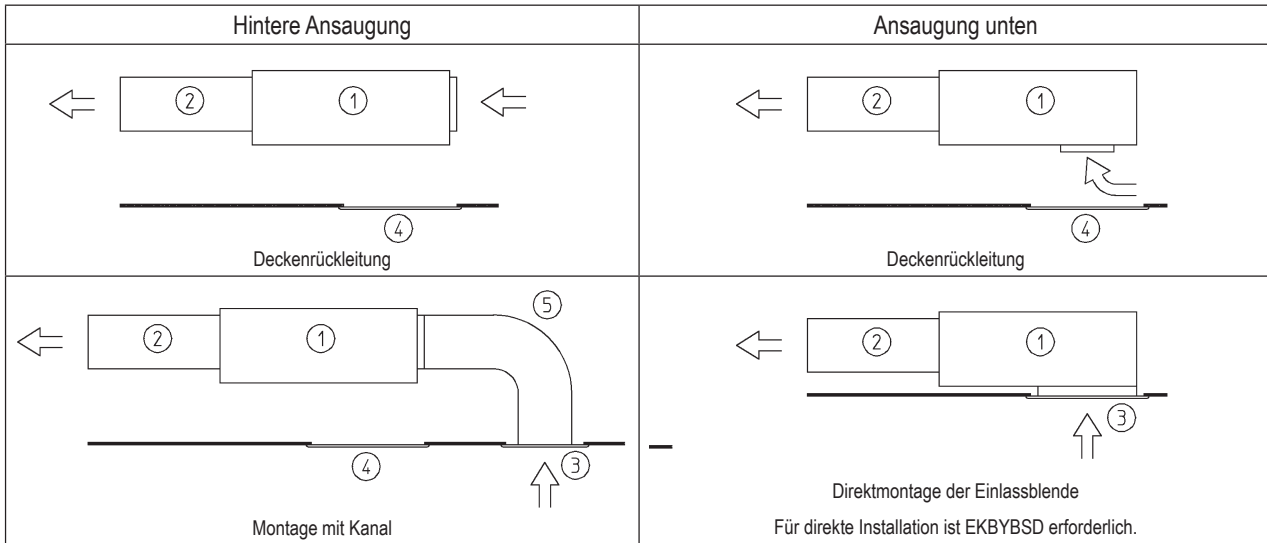 Hintere Ansaugung
Ansaugung unten
2
1
4
Deckenrückleitung
2
1
4
Deckenrückleitung
5
2
1
4
3
Montage mit Kanal
2
1
3
Direktmontage der Einlassblende
Für direkte Installation ist EKBYBSD erforderlich.